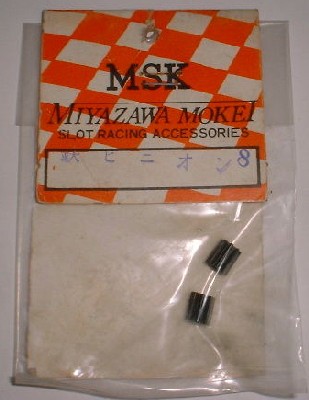 MSK
MIYAZAWA MOKEI
SLOT RACING ACCESSORIES
鉄 ピニオン8